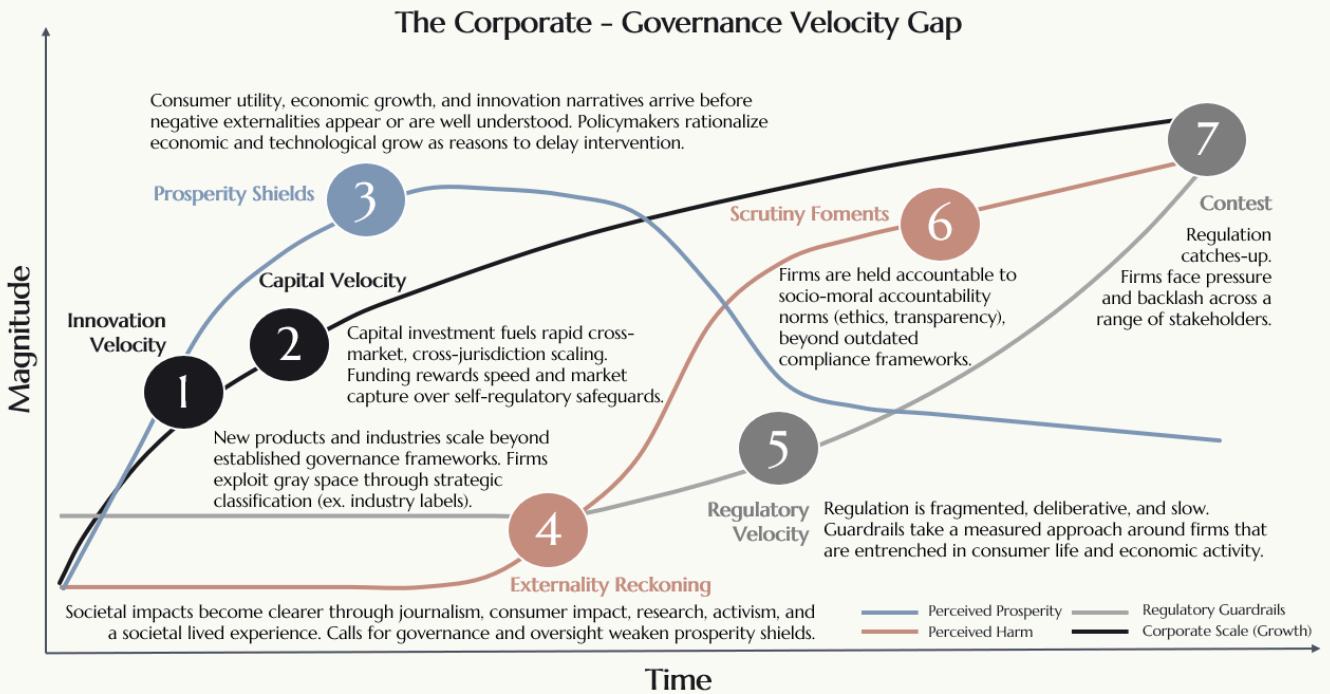 The Corporate – Governance Velocity Gap
Consumer utility, economic growth, and innovation narratives arrive before
negative externalities appear or are well understood. Policymakers rationalize
economic and technological grow as reasons to delay intervention.
Prosperity Shields
3
Capital Velocity
Innovation
Velocity
1
2
Capital investment fuels rapid cross-
market, cross-jurisdiction scaling.
Funding rewards speed and market
capture over self-regulatory safeguards.
New products and industries scale beyond
established governance frameworks. Firms
exploit gray space through strategic
classification (ex. industry labels).
4
Externality Reckoning
Societal impacts become clearer through journalism, consumer impact, research, activism, and
a societal lived experience. Calls for governance and oversight weaken prosperity shields.
Scrutiny Foments
6
Firms are held accountable to
socio-moral accountability
norms (ethics, transparency),
beyond outdated
compliance frameworks.
5
Regulatory
Velocity
Regulation is fragmented, deliberative, and slow.
Guardrails take a measured approach around firms that
are entrenched in consumer life and economic activity.
7
Contest
Regulation
catches-up.
Firms face pressure
and backlash across a
range of stakeholders.
Perceived Prosperity
Perceived Harm
Regulatory Guardrails
Corporate Scale (Growth)
Magnitude
Time